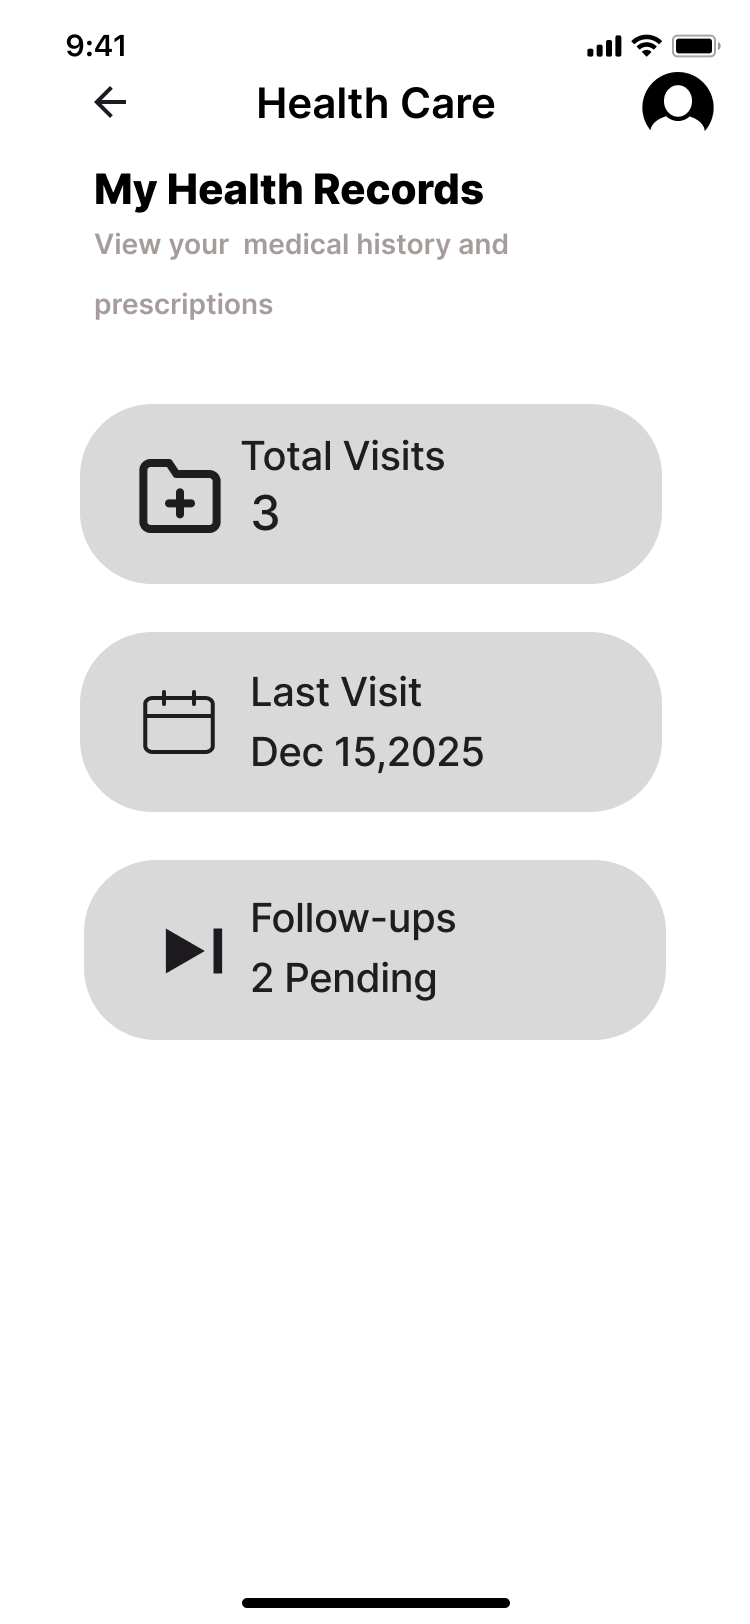 9:41
Health Care
My Health Records
View your  medical history and
prescriptions
Total Visits
3
Last Visit
Dec 15,2025
Follow-ups
2 Pending